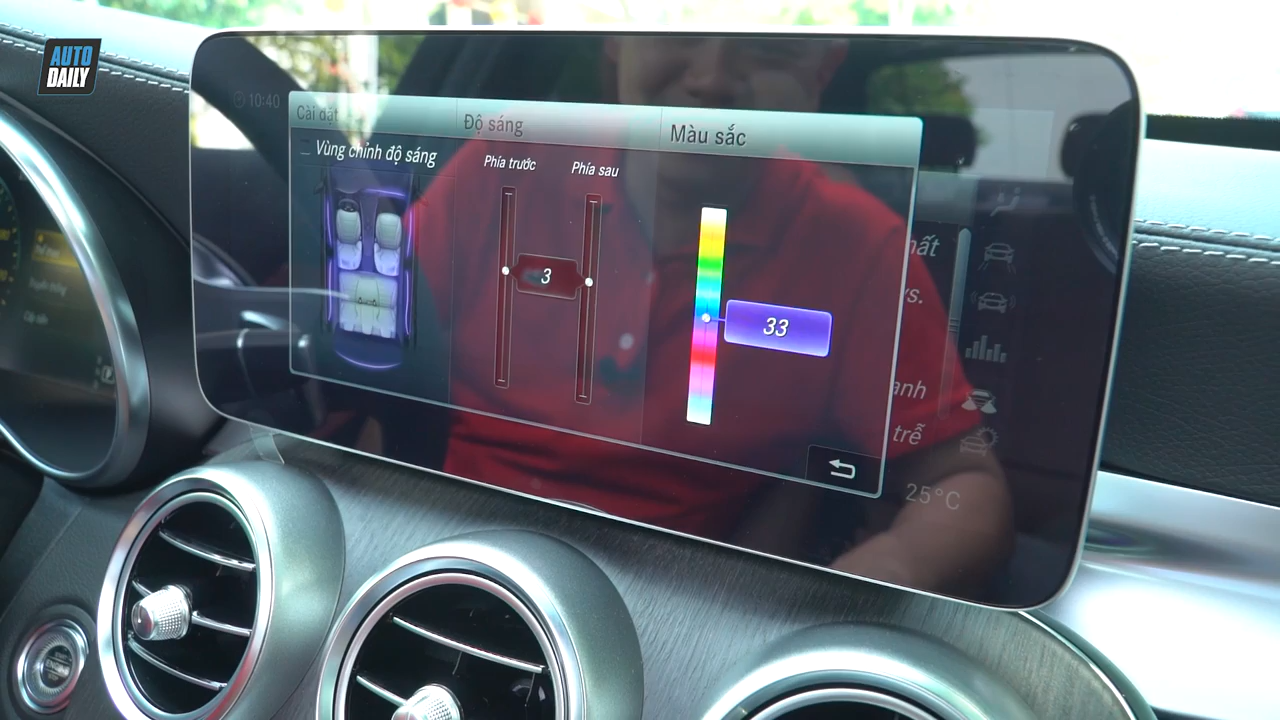 AUTO
DAILY
10:40
Cài đặt
Độ sáng
Màu sắc
Vùng chỉnh độ sáng
Phía trước
Phía sau
3
33
ys.
anh
trễ
25°C